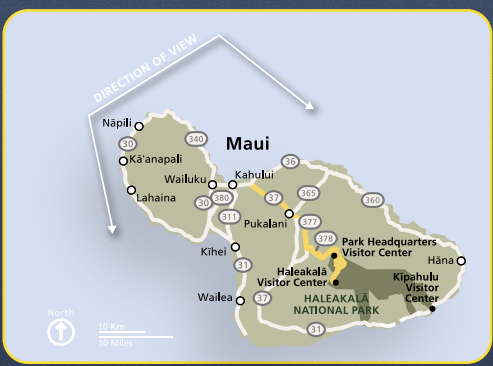 DIRECTION OF VIEW
Nāpili
30
340
Maui
Kā'anapali
36
Wailuku
Kahului
Lahaina
30
380
37
365
360
311
Pukalani
377
378
Park Headquarters
Visitor Center
Kīhei
Hāna
31
Haleakalā
Visitor Center
Kīpahulu
Visitor
Center
Wailea
37
HALEAKALĀ
NATIONAL PARK
31
North
10 Km
10 Miles